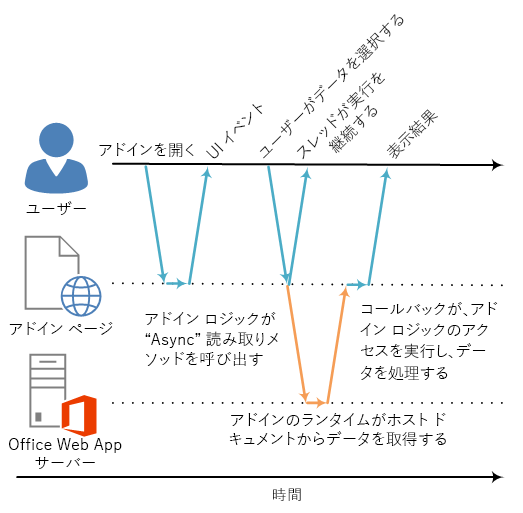 アドインを開く
UI イベント
ユーザーがデータを選択する
スレッドが実行を
継続する
表示結果
ユーザー
アドイン ページ
アドイン ロジックが
“Async” 読み取りメ
ソッドを呼び出す
コールバックが、アド
イン ロジックのアク
セスを実行し、デー
タを処理する
アドインのランタイムがホスト ド
キュメントからデータを取得する
Office Web App
サーバー
時間